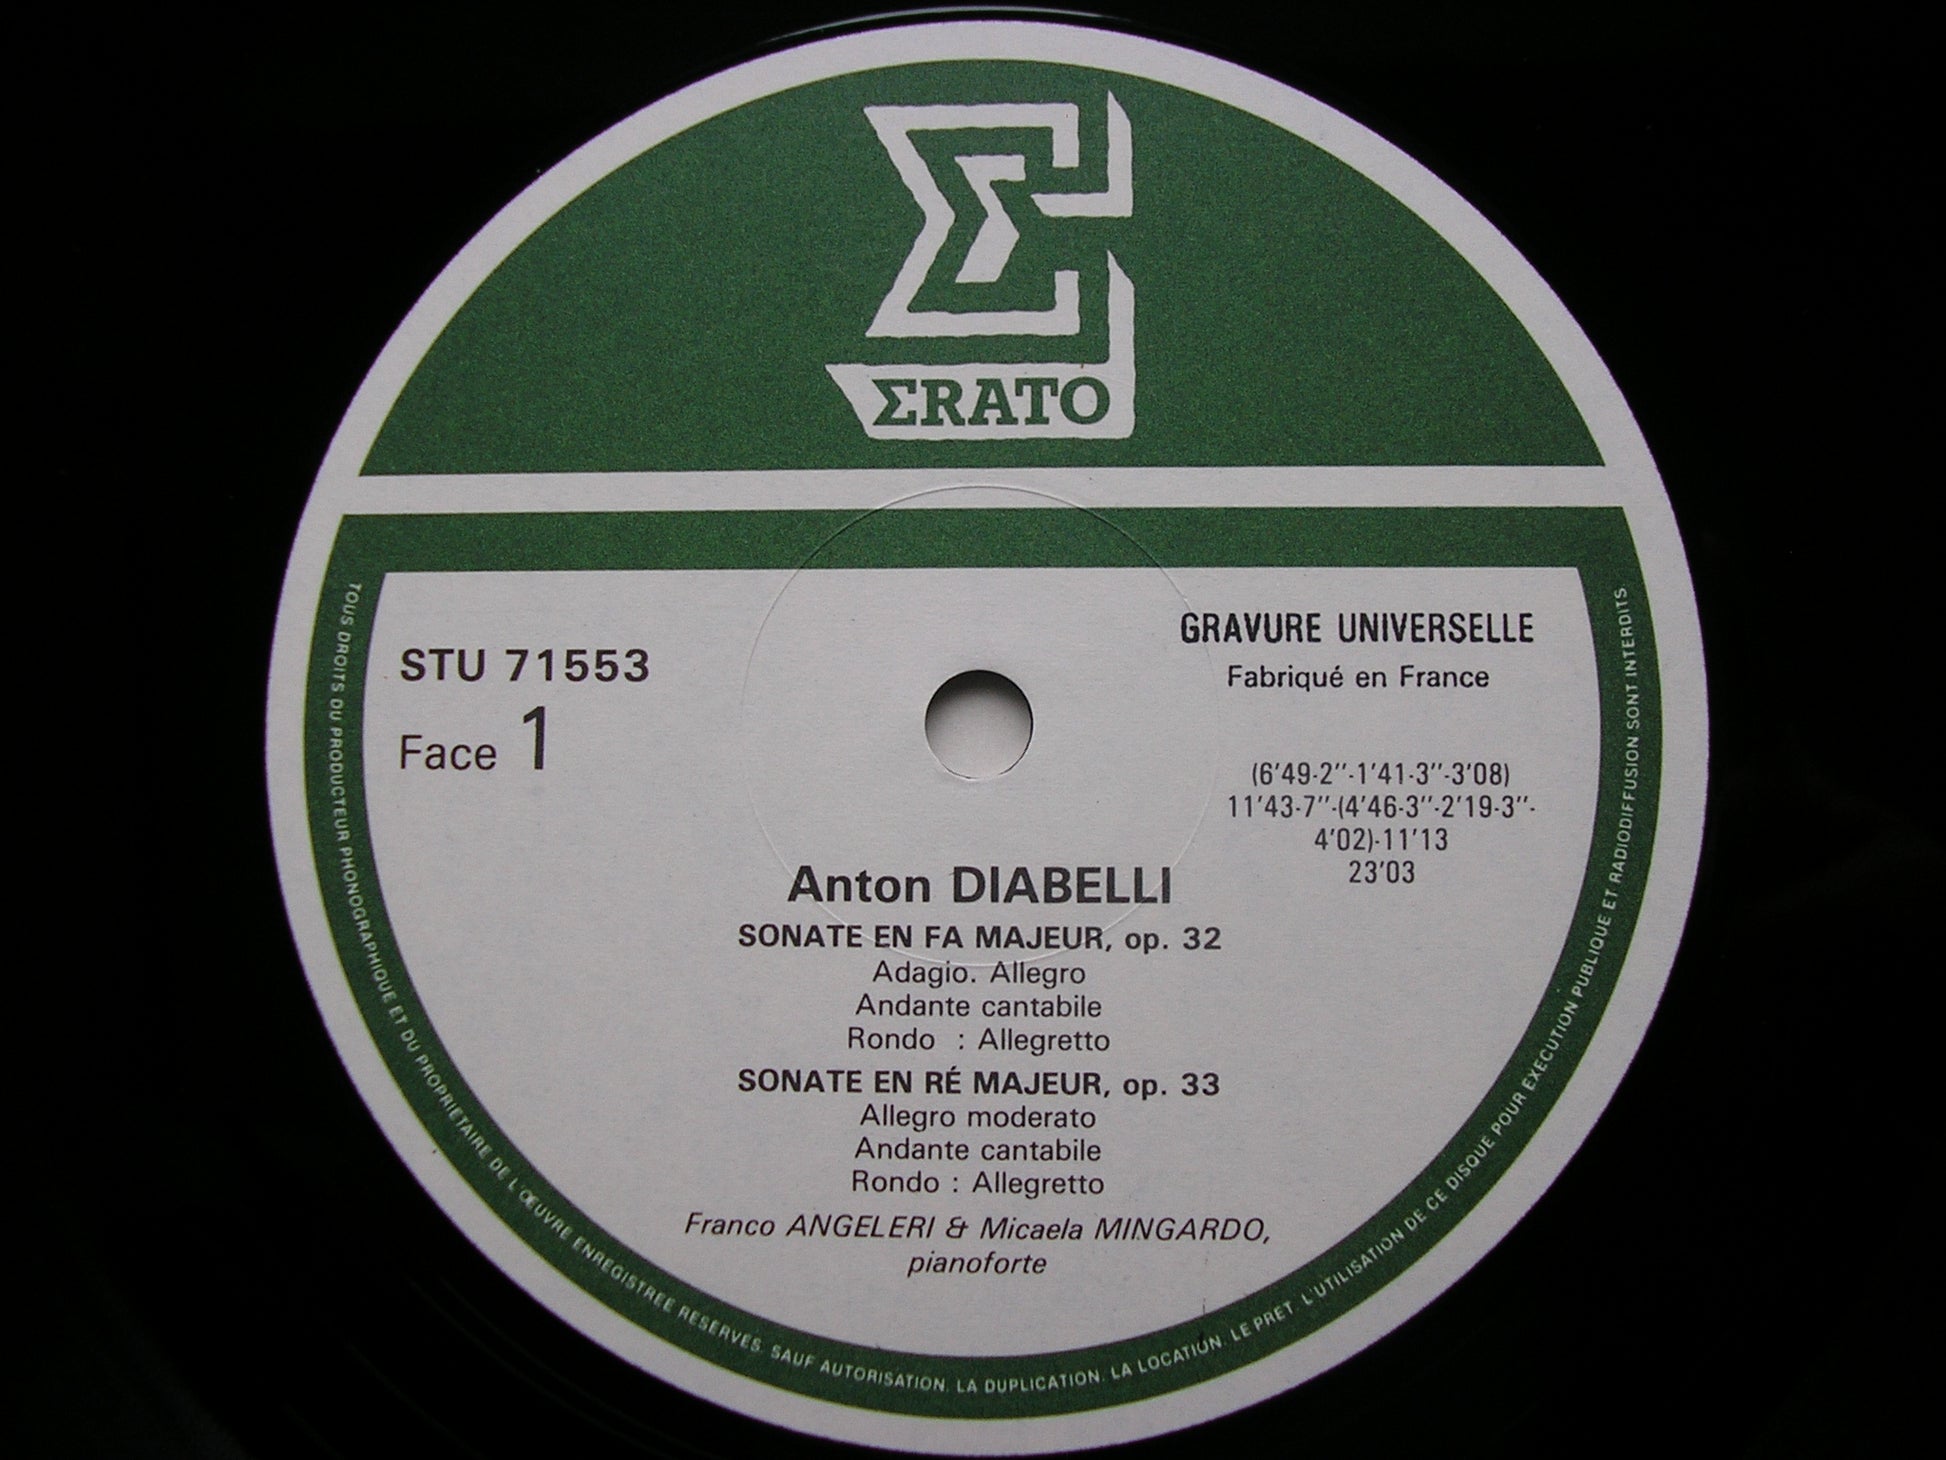 ΣRATO
STU 71553
Face 1
GRAVURE UNIVERSELLE
Fabriqué en France
(6'49-2''-1'41-3''-3'08)
11'43-7''-(4'46-3''-2'19-3''-
4'02)-11'13
23'03
Anton DIABELLI
SONATE EN FA MAJEUR, op. 32
Adagio. Allegro
Andante cantabile
Rondo : Allegretto
SONATE EN RÉ MAJEUR, op. 33
Allegro moderato
Andante cantabile
Rondo : Allegretto
Franco ANGELERI & Micaela MINGARDO,
pianoforte
TOUS DROITS DU PRODUCTEUR PHONOGRAPHIQUE ET DU PROPRIETAIRE DE L'ŒUVRE ENREGISTREE RESERVES. SAUF AUTORISATION. LA DUPLICATION. LA LOCATION. LE PRET. L'UTILISATION DE CE DISQUE POUR EXECUTION PUBLIQUE ET RADIODIFFUSION SONT INTERDITS